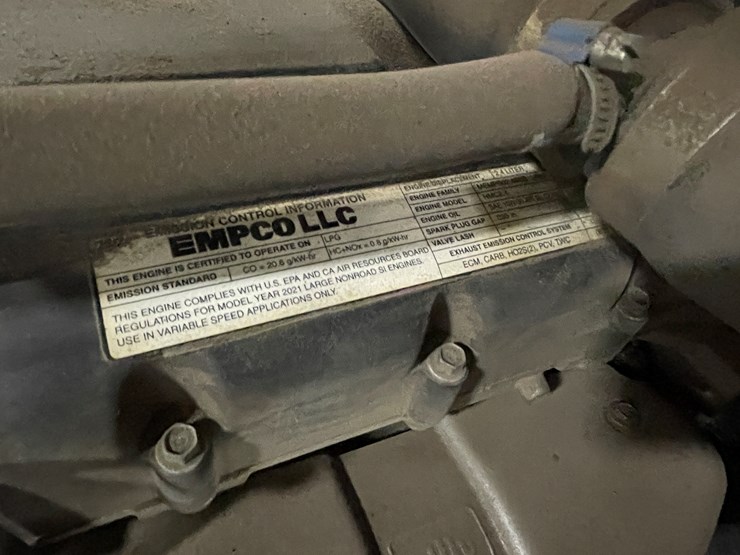 EMISSION CONTROL INFORMATION
EMPCO LLC
THIS ENGINE IS CERTIFIED TO OPERATE ON LPG
EMISSION STANDARD CO = 20.6 g/kW-hr HC+NOx = 0.8 g/kW-hr
THIS ENGINE COMPLIES WITH U.S. EPA AND CA AIR RESOURCES BOARD
REGULATIONS FOR MODEL YEAR 2021 LARGE NONROAD SI ENGINES.
USE IN VARIABLE SPEED APPLICATIONS ONLY.
ENGINE DISPLACEMENT LITER
ENGINE FAMILY
ENGINE MODEL
ENGINE OIL
SPARK PLUG GAP
VALVE LASH
EXHAUST EMISSION CONTROL SYSTEM
ECM, CARB, HO2S(2), PCV, TWC